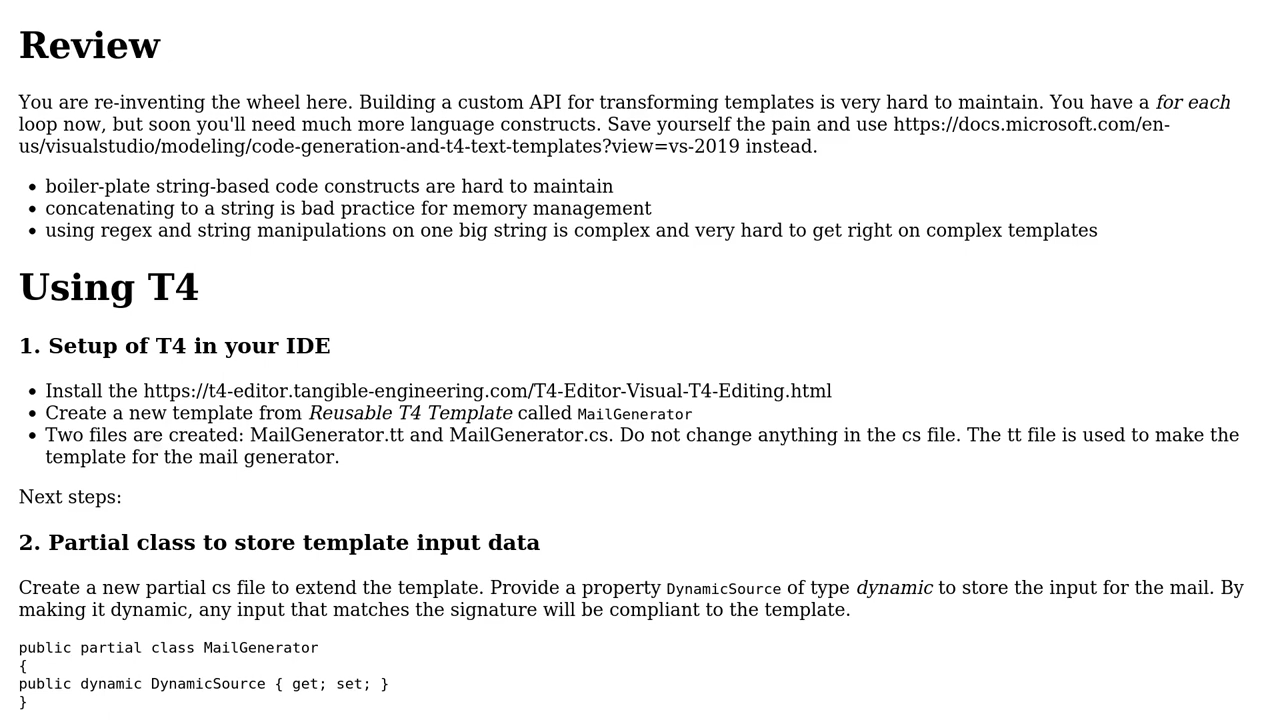 Review
You are re-inventing the wheel here. Building a custom API for transforming templates is very hard to maintain. You have a for each
loop now, but soon you'll need much more language constructs. Save yourself the pain and use https://docs.microsoft.com/en-
us/visualstudio/modeling/code-generation-and-t4-text-templates?view=vs-2019 instead.
• boiler-plate string-based code constructs are hard to maintain
• concatenating to a string is bad practice for memory management
• using regex and string manipulations on one big string is complex and very hard to get right on complex templates
Using T4
1. Setup of T4 in your IDE
• Install the https://t4-editor.tangible-engineering.com/T4-Editor-Visual-T4-Editing.html
• Create a new template from Reusable T4 Template called MailGenerator
• Two files are created: MailGenerator.tt and MailGenerator.cs. Do not change anything in the cs file. The tt file is used to make the
template for the mail generator.
Next steps:
2. Partial class to store template input data
Create a new partial cs file to extend the template. Provide a property DynamicSource of type dynamic to store the input for the mail. By
making it dynamic, any input that matches the signature will be compliant to the template.
public partial class MailGenerator
{
public dynamic DynamicSource { get; set; }
}